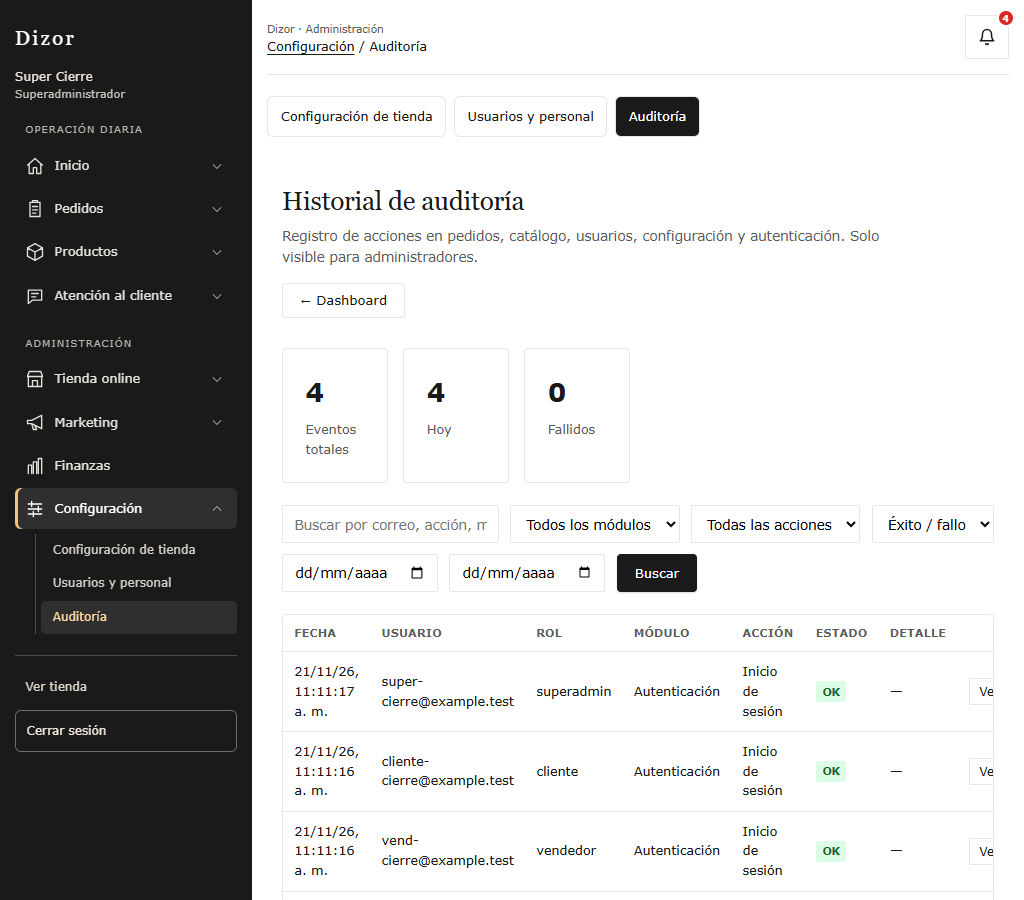 Dizor
Super Cierre
Superadministrador
OPERACIÓN DIARIA
Inicio
Pedidos
Productos
Atención al cliente
ADMINISTRACIÓN
Tienda online
Marketing
Finanzas
Configuración
Configuración de tienda
Usuarios y personal
Auditoría
Ver tienda
Cerrar sesión
Dizor · Administración
Configuración / Auditoría
4
Configuración de tienda
Usuarios y personal
Auditoría
Historial de auditoría
Registro de acciones en pedidos, catálogo, usuarios, configuración y autenticación. Solo
visible para administradores.
← Dashboard
4
Eventos
totales
4
Hoy
0
Fallidos
Buscar por correo, acción, m
Todos los módulos
Todas las acciones
Éxito / fallo
dd/mm/aaaa
dd/mm/aaaa
Buscar
FECHA USUARIO ROL MÓDULO ACCIÓN ESTADO DETALLE
21/11/26,
11:11:17
a. m.
super-
cierre@example.test
superadmin
Autenticación
Inicio
de
sesión
OK
—
Ve
21/11/26,
11:11:16
a. m.
cliente-
cierre@example.test
cliente
Autenticación
Inicio
de
sesión
OK
—
Ve
21/11/26,
11:11:16
a. m.
vend-
cierre@example.test
vendedor
Autenticación
Inicio
de
sesión
OK
—
Ve